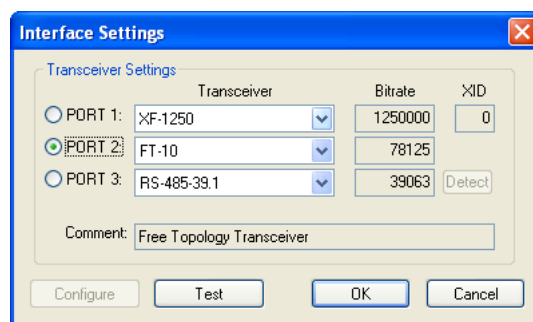 Interface Settings
Transceiver Settings
Transceiver Bitrate XID
PORT 1: XF-1250 1250000 0
PORT 2: FT-10 78125
PORT 3: RS-485-39.1 39063 Detect
Comment: Free Topology Transceiver
Configure Test OK Cancel